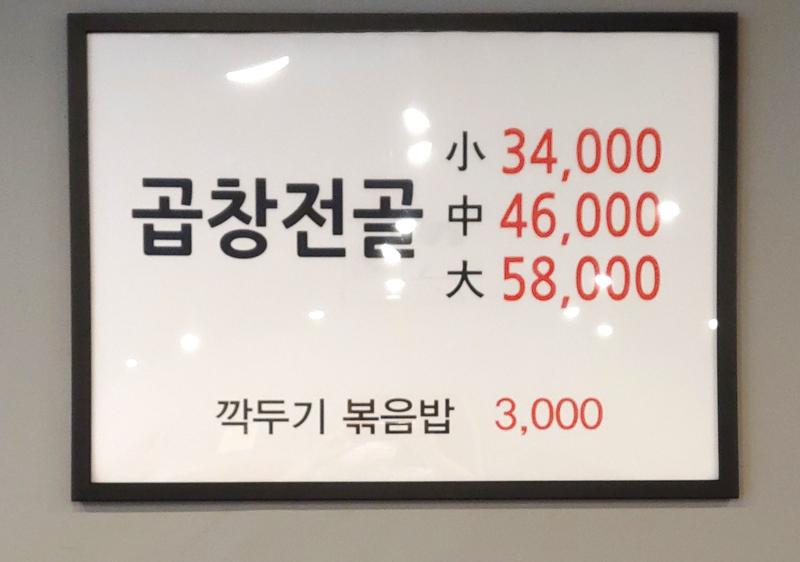 곱창전골
小 34,000
中 46,000
大 58,000
깍두기 볶음밥 3,000